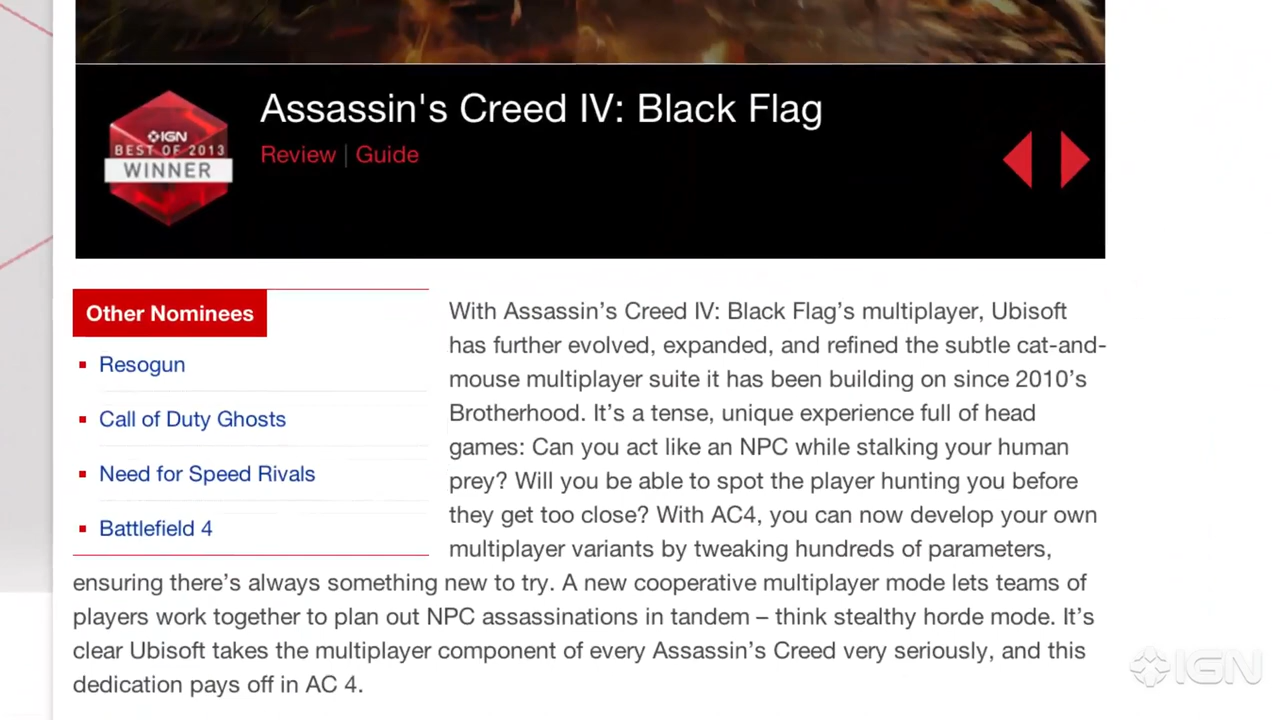 Assassin's Creed IV: Black Flag
IGN
BEST OF 2013
WINNER
Review | Guide
Other Nominees
Resogun
Call of Duty Ghosts
Need for Speed Rivals
Battlefield 4
With Assassin’s Creed IV: Black Flag’s multiplayer, Ubisoft
has further evolved, expanded, and refined the subtle cat-and-
mouse multiplayer suite it has been building on since 2010’s
Brotherhood. It’s a tense, unique experience full of head
games: Can you act like an NPC while stalking your human
prey? Will you be able to spot the player hunting you before
they get too close? With AC4, you can now develop your own
multiplayer variants by tweaking hundreds of parameters,
ensuring there’s always something new to try. A new cooperative multiplayer mode lets teams of
players work together to plan out NPC assassinations in tandem – think stealthy horde mode. It’s
clear Ubisoft takes the multiplayer component of every Assassin’s Creed very seriously, and this
dedication pays off in AC 4.
IGN